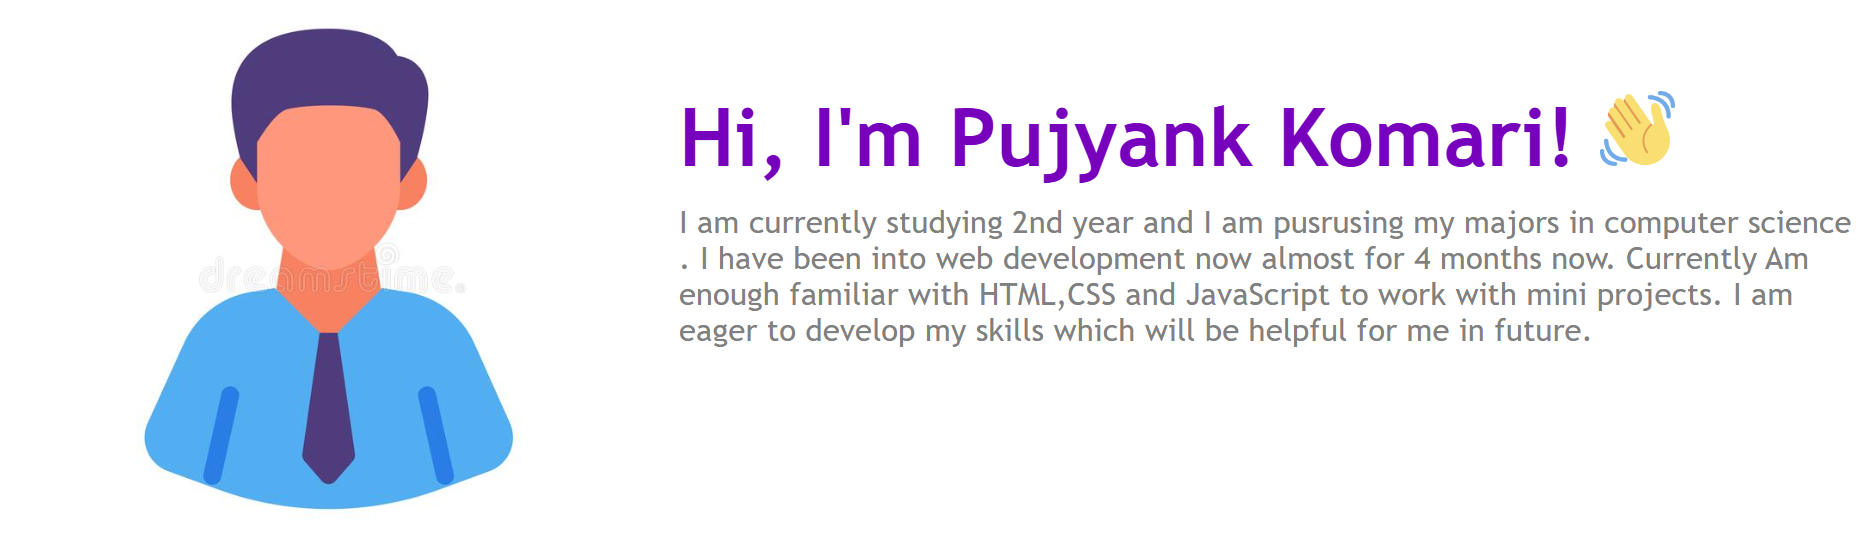 Hi, I'm Pujyank Komari! 👋
I am currently studying 2nd year and I am pusrusing my majors in computer science
. I have been into web development now almost for 4 months now. Currently Am
enough familiar with HTML,CSS and JavaScript to work with mini projects. I am
eager to develop my skills which will be helpful for me in future.
dreamstime.